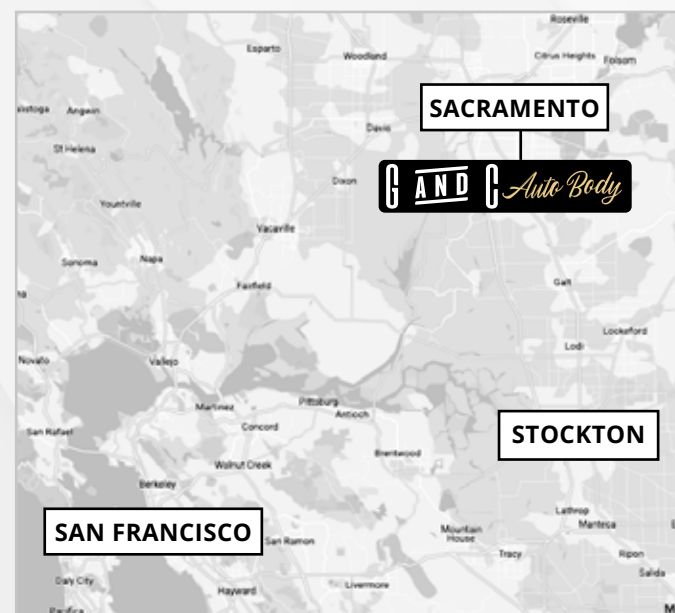 Roseville
Esparto
Woodland
Citrus Heights
Folsom
Angwin
SACRAMENTO
Davis
St Helena
G AND C Auto Body
Dixon
Yountville
Vacaville
Sonoma
Napa
Fairfield
Galt
Lockeford
Lodi
Novato
Vallejo
Martinez
Pittsburg
Antioch
San Rafael
Concord
STOCKTON
Brentwood
Walnut Creek
Berkeley
Lathrop
Manteca
SAN FRANCISCO
Mountain
House
San Ramon
Tracy
Ripon
Salida
Daly City
Livermore
Hayward
Pacifica